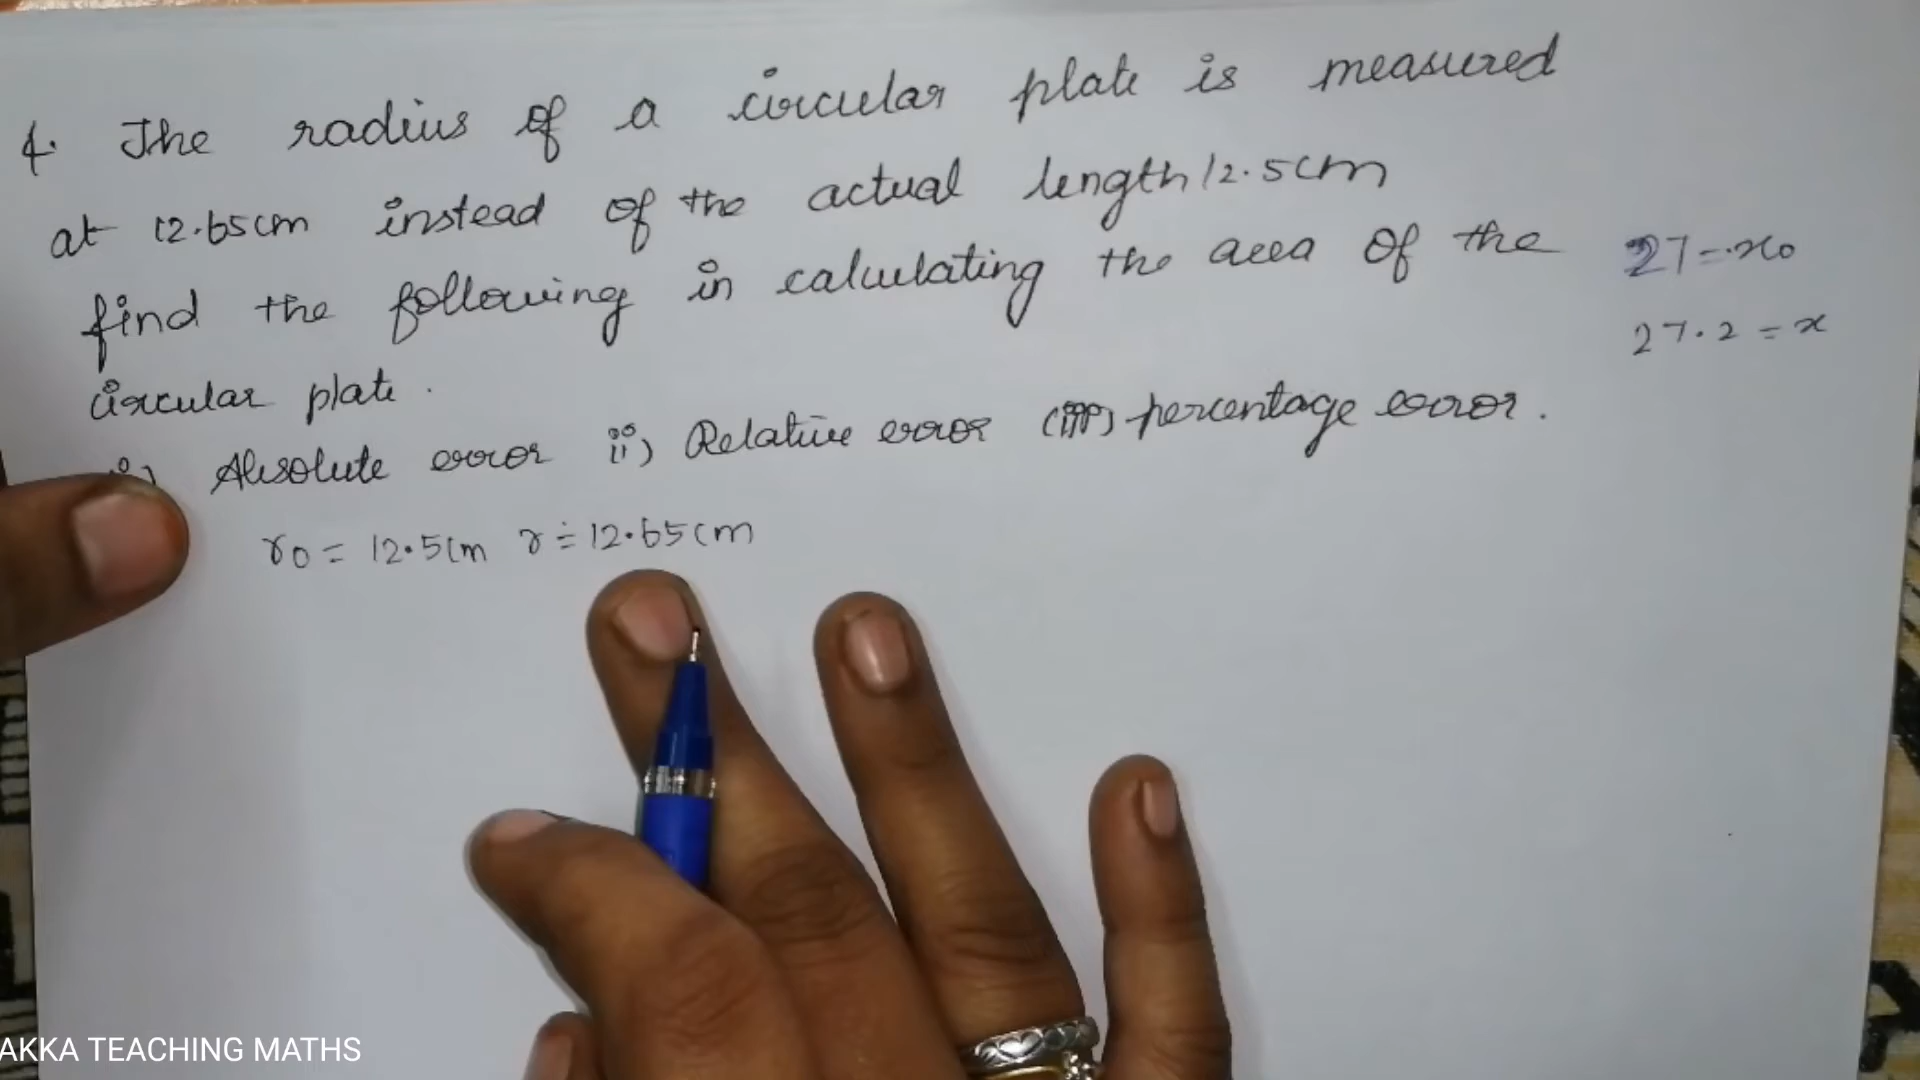 4. The radius of a circular plate is measured
at 12.65cm instead of the actual length 12.5cm
find the following in calculating the area of the
circular plate.
i) Absolute error ii) Relative error (iii) percentage error.
r0 = 12.5cm r = 12.65cm
27 = x0
27.2 = x
AKKA TEACHING MATHS